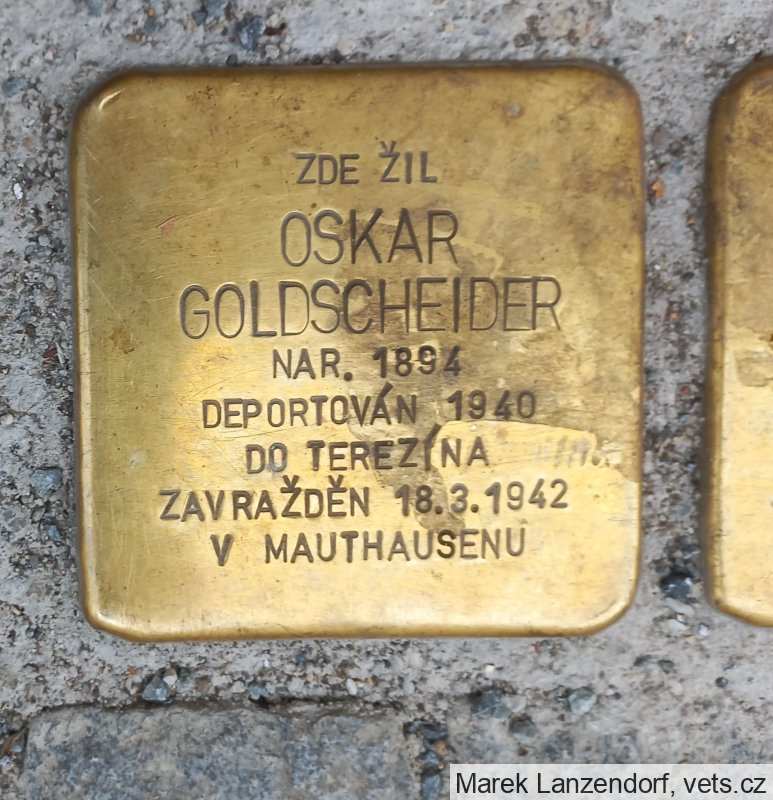 ZDE ŽIL
OSKAR
GOLDSCHEIDER
NAR. 1894
DEPORTOVÁN 1940
DO TEREZÍNA
ZAVRAŽDĚN 18.3.1942
V MAUTHAUSENU
Marek Lanzendorf, vets.cz